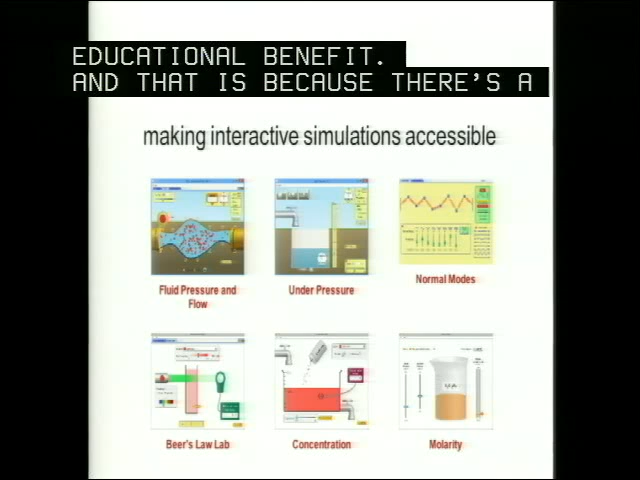 EDUCATIONAL BENEFIT.
AND THAT IS BECAUSE THERE'S A
making interactive simulations accessible
Fluid Pressure and
Flow
Under Pressure
Normal Modes
Beer's Law Lab
Concentration
Molarity